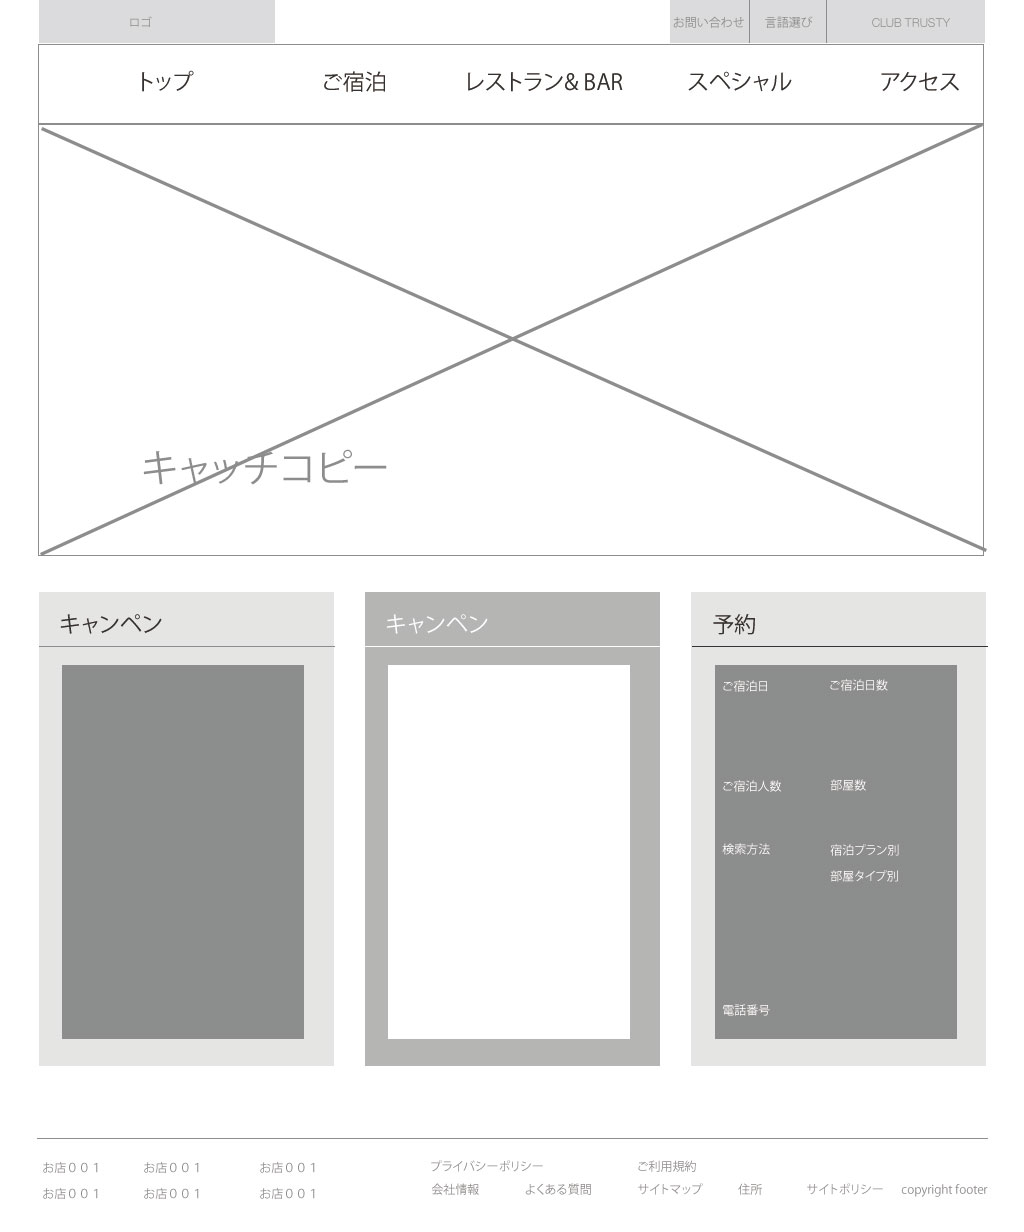 ロゴ お問い合わせ 言語選び CLUB TRUSTY
トップ ご宿泊 レストラン& BAR スペシャル アクセス
キャッチコピー
キャンペン キャンペン 予約
ご宿泊日 ご宿泊日数
ご宿泊人数 部屋数
検索方法 宿泊プラン別
部屋タイプ別
電話番号
お店００１ お店００１ お店００１ プライバシーポリシー ご利用規約
お店００１ お店００１ お店００１ 会社情報 よくある質問 サイトマップ 住所 サイトポリシー copyright footer